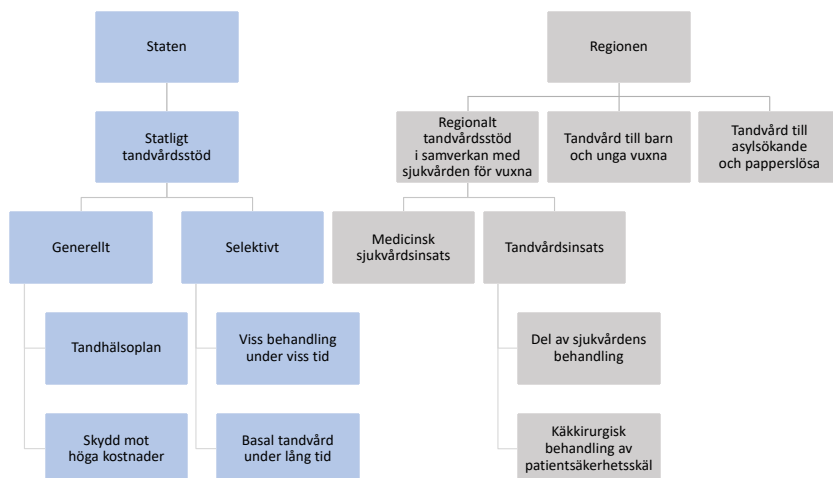 Staten
Regionen
Statligt
tandvårdsstöd
Regionalt
tandvårdsstöd
i samverkan med
sjukvården för vuxna
Tandvård till barn
och unga vuxna
Tandvård till
asylsökande
och papperslösa
Generellt
Selektivt
Medicinsk
sjukvårdsinsats
Tandvårdsinsats
Tandhälsoplan
Viss behandling
under viss tid
Del av sjukvårdens
behandling
Skydd mot
höga kostnader
Basal tandvård
under lång tid
Käkkirurgisk
behandling av
patientsäkerhetsskäl